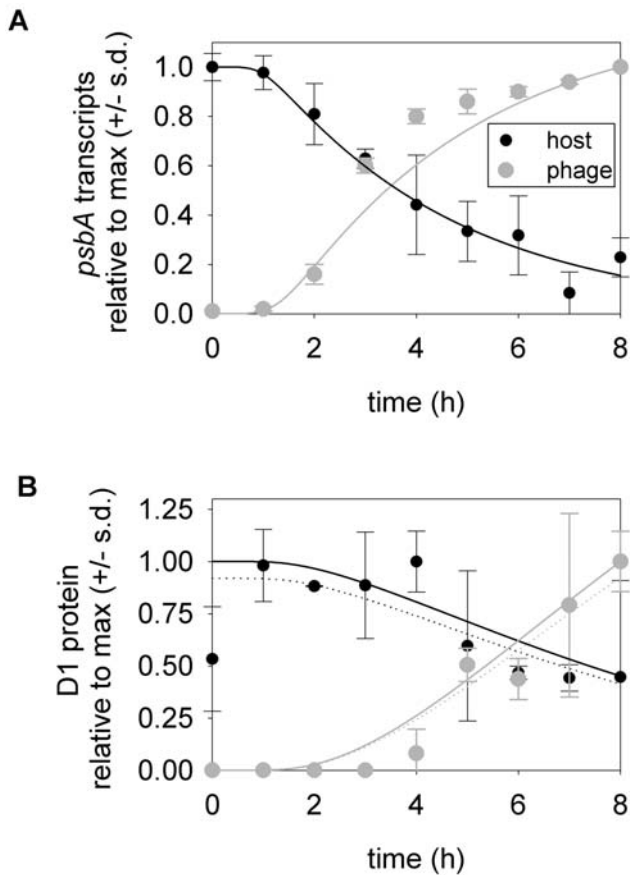 A
psbA transcripts
relative to max (+/- s.d.)
1.0
0.8
0.6
0.4
0.2
0.0
host
phage
0 2 4 6 8
time (h)
B
D1 protein
relative to max (+/- s.d.)
1.25
1.00
0.75
0.50
0.25
0.00
0 2 4 6 8
time (h)